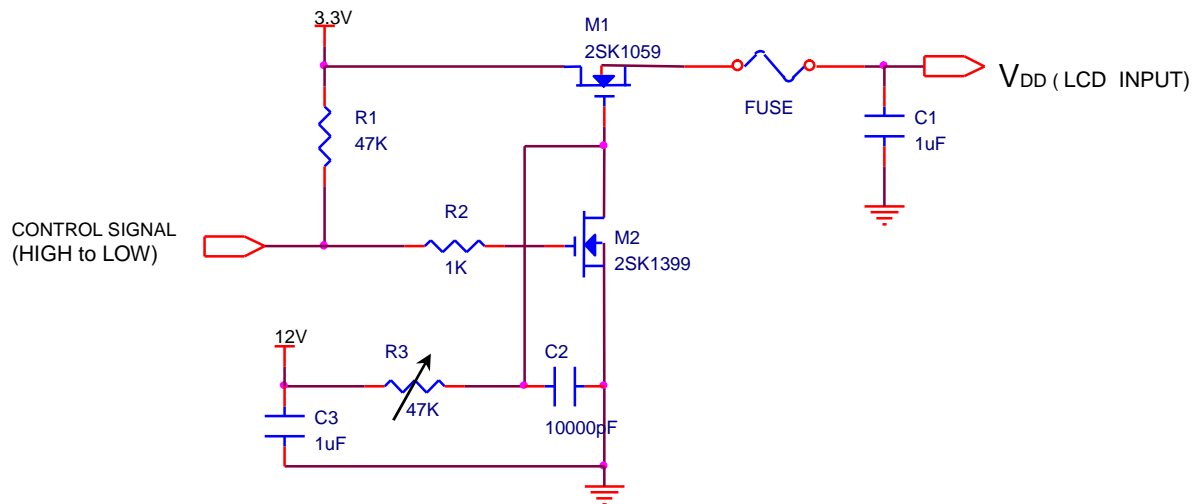 3.3V
M1
2SK1059
FUSE
VDD ( LCD INPUT)
R1
47K
C1
1uF
CONTROL SIGNAL
(HIGH to LOW)
R2
1K
M2
2SK1399
12V
R3
47K
C2
10000pF
C3
1uF